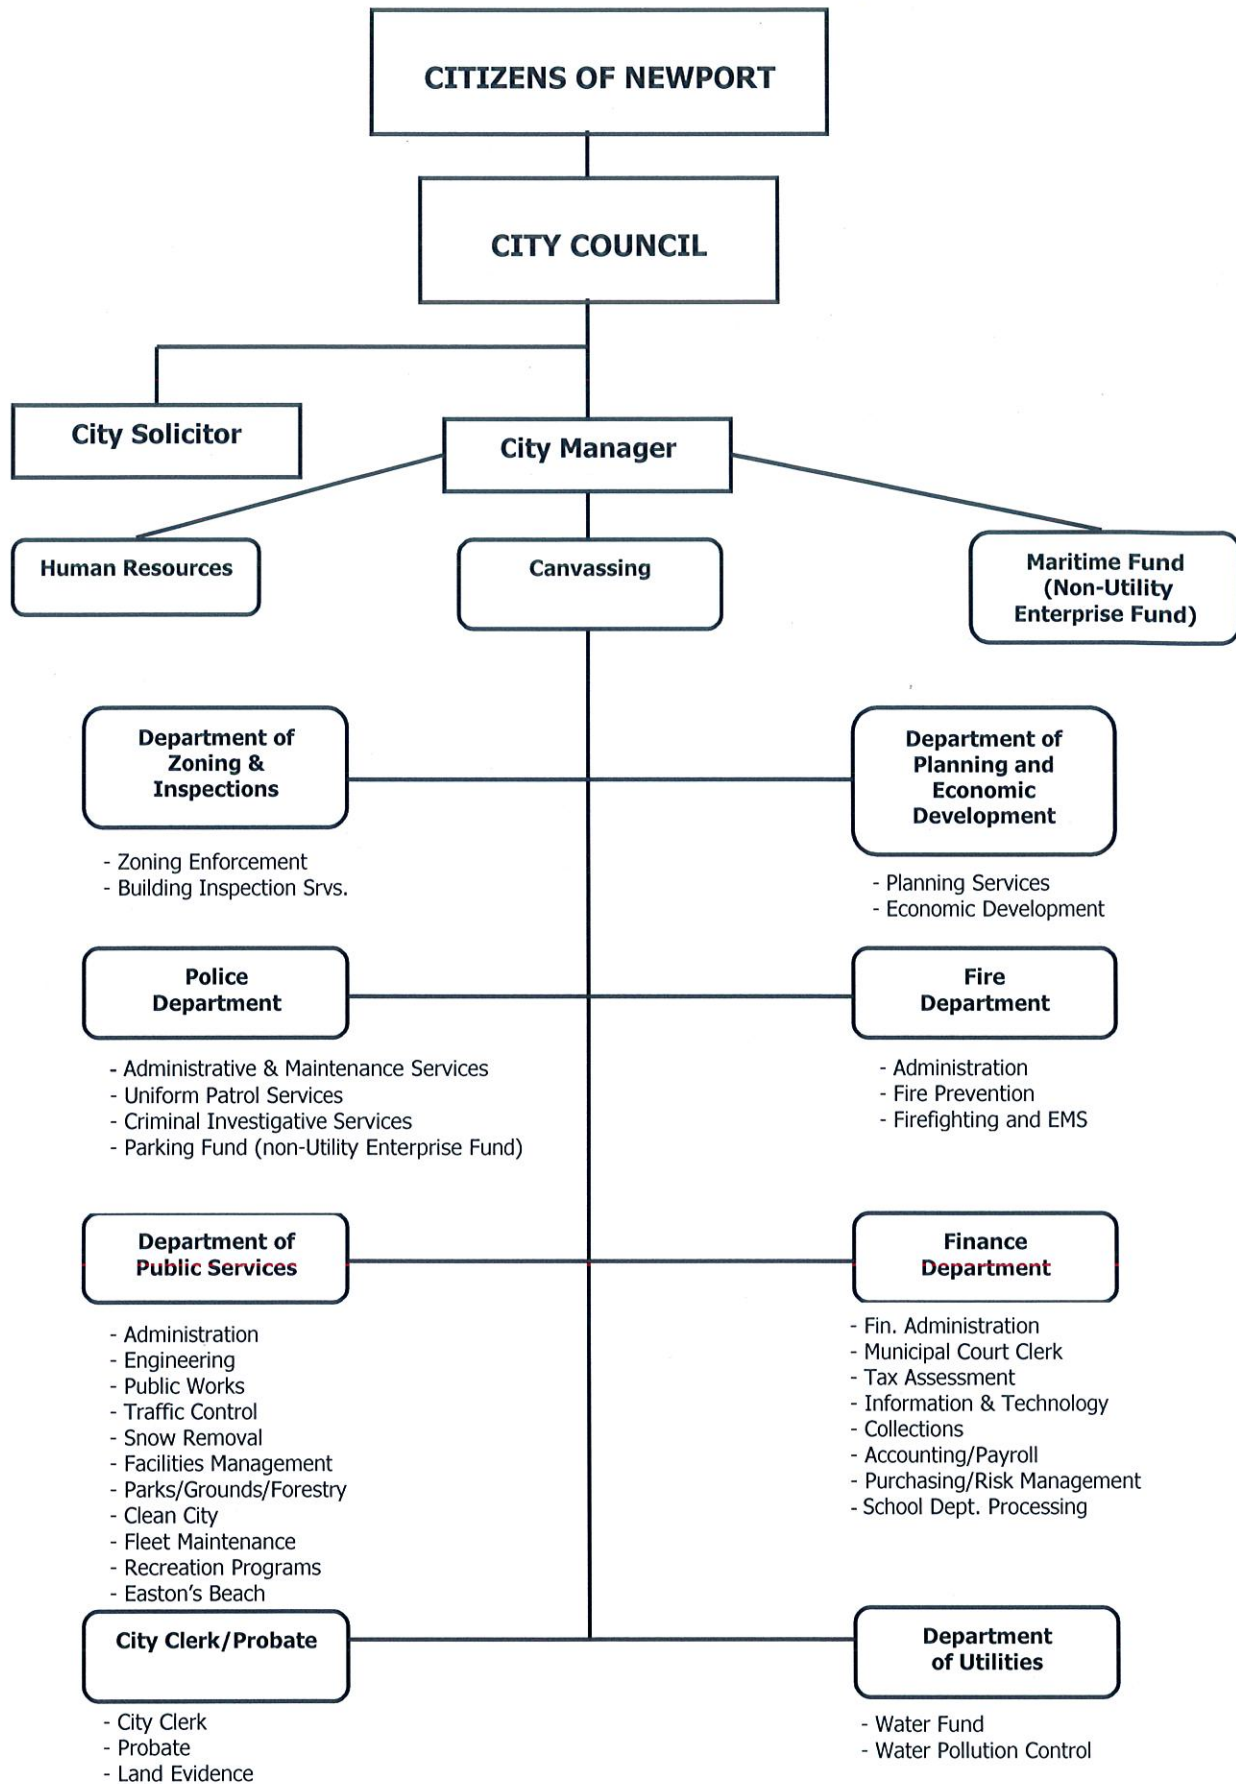 CITIZENS OF NEWPORT
CITY COUNCIL
City Solicitor
City Manager
Human Resources
Canvassing
Maritime Fund
(Non-Utility
Enterprise Fund)
Department of
Zoning &
Inspections
- Zoning Enforcement
- Building Inspection Srvs.
Department of
Planning and
Economic
Development
- Planning Services
- Economic Development
Police
Department
- Administrative & Maintenance Services
- Uniform Patrol Services
- Criminal Investigative Services
- Parking Fund (non-Utility Enterprise Fund)
Fire
Department
- Administration
- Fire Prevention
- Firefighting and EMS
Department of
Public Services
- Administration
- Engineering
- Public Works
- Traffic Control
- Snow Removal
- Facilities Management
- Parks/Grounds/Forestry
- Clean City
- Fleet Maintenance
- Recreation Programs
- Easton's Beach
Finance
Department
- Fin. Administration
- Municipal Court Clerk
- Tax Assessment
- Information & Technology
- Collections
- Accounting/Payroll
- Purchasing/Risk Management
- School Dept. Processing
City Clerk/Probate
- City Clerk
- Probate
- Land Evidence
Department
of Utilities
- Water Fund
- Water Pollution Control